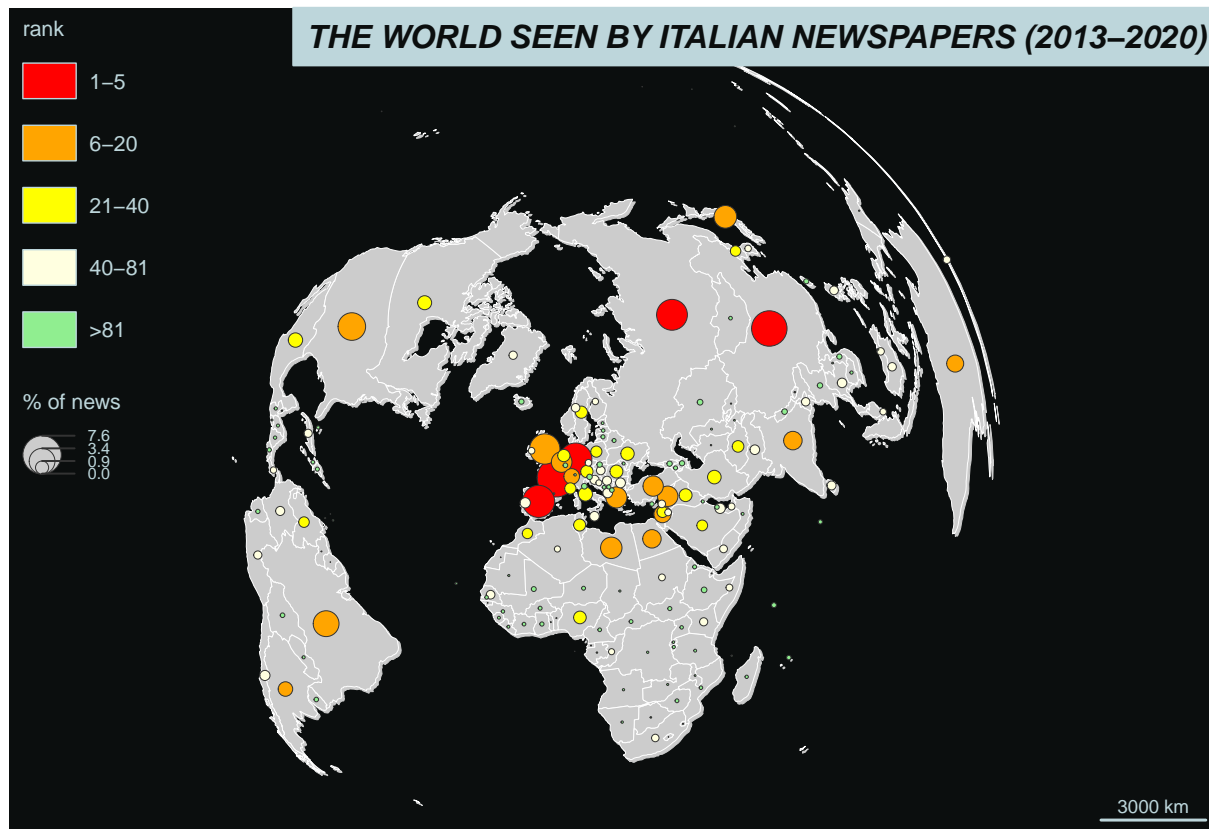 THE WORLD SEEN BY ITALIAN NEWSPAPERS (2013–2020)
rank
1–5
6–20
21–40
40–81
>81
% of news
7.6
3.4
0.9
0.0
3000 km